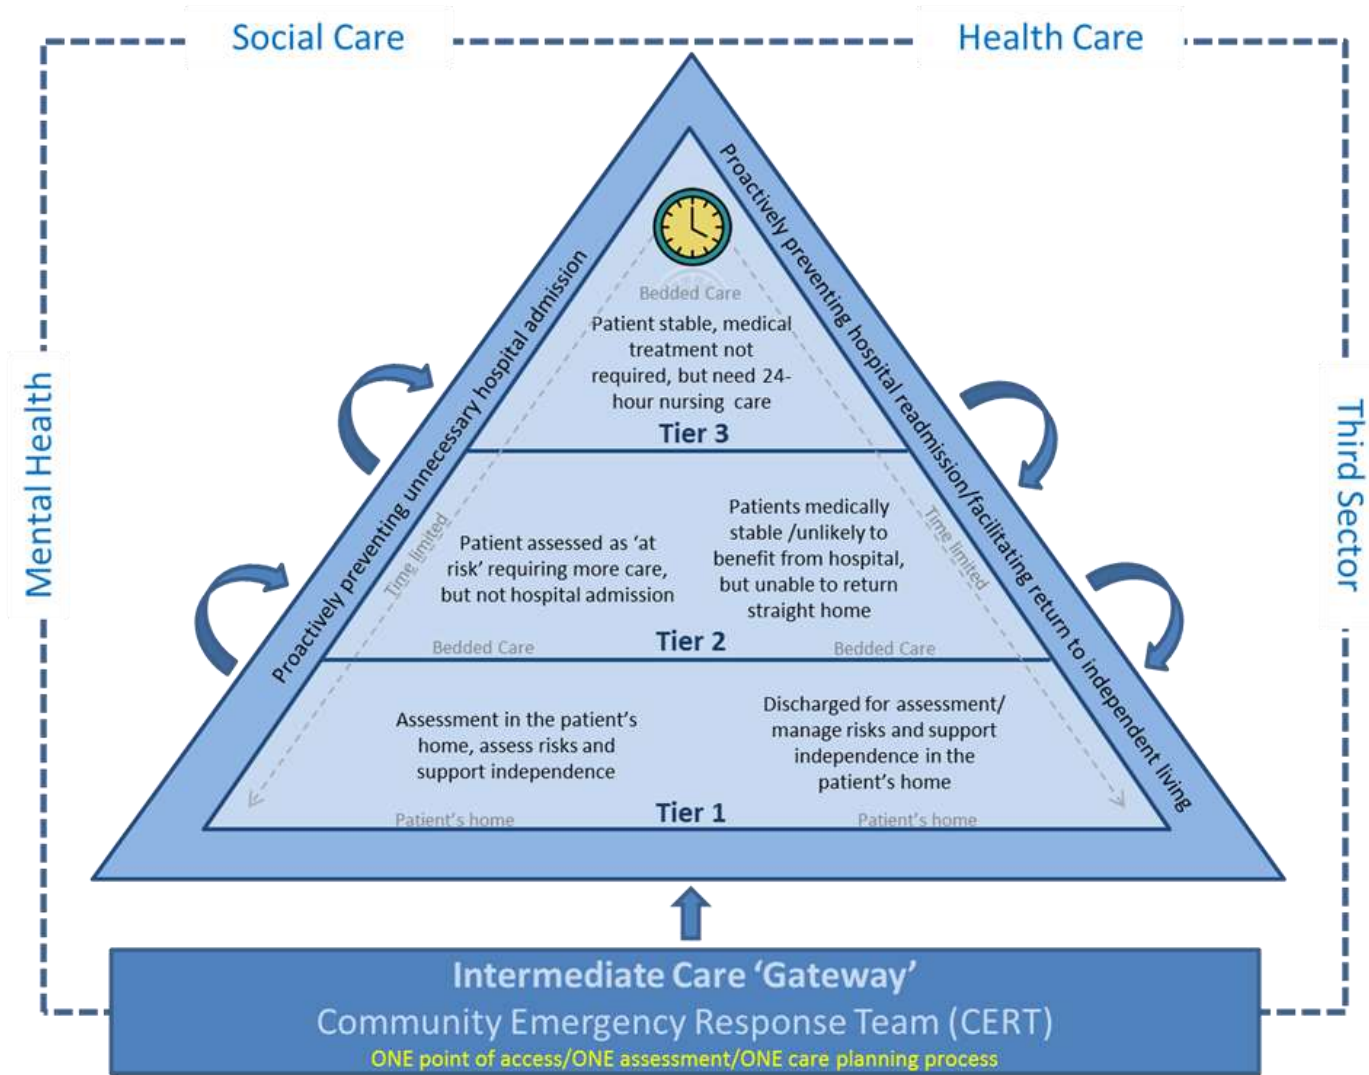 Social Care
Health Care
Mental Health
Third Sector
Proactively preventing unnecessary hospital admission
Proactively preventing hospital readmission/facilitating return to independent living
Bedded Care
Patient stable, medical
treatment not
required, but need 24-
hour nursing care
Tier 3
Time limited
Time limited
Patient assessed as ‘at
risk’ requiring more care,
but not hospital admission
Patients medically
stable /unlikely to
benefit from hospital,
but unable to return
straight home
Bedded Care
Tier 2
Bedded Care
Assessment in the patient’s
home, assess risks and
support independence
Discharged for assessment/
manage risks and support
independence in the
patient’s home
Patient’s home
Tier 1
Patient’s home
Intermediate Care ‘Gateway’
Community Emergency Response Team (CERT)
ONE point of access/ONE assessment/ONE care planning process